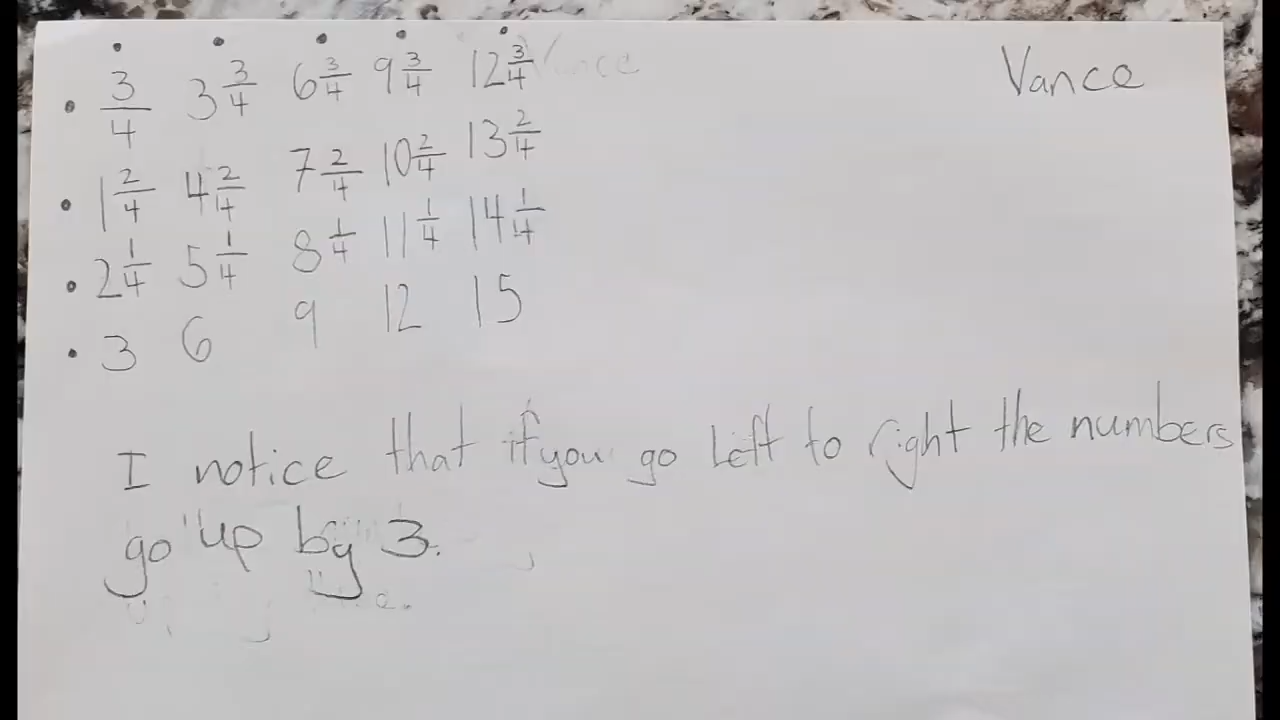 3/4 3 3/4 6 3/4 9 3/4 12 3/4 Vance
1 2/4 4 2/4 7 2/4 10 2/4 13 2/4
2 1/4 5 1/4 8 1/4 11 1/4 14 1/4
3 6 9 12 15
I notice that if you go left to right the numbers
go up by 3.